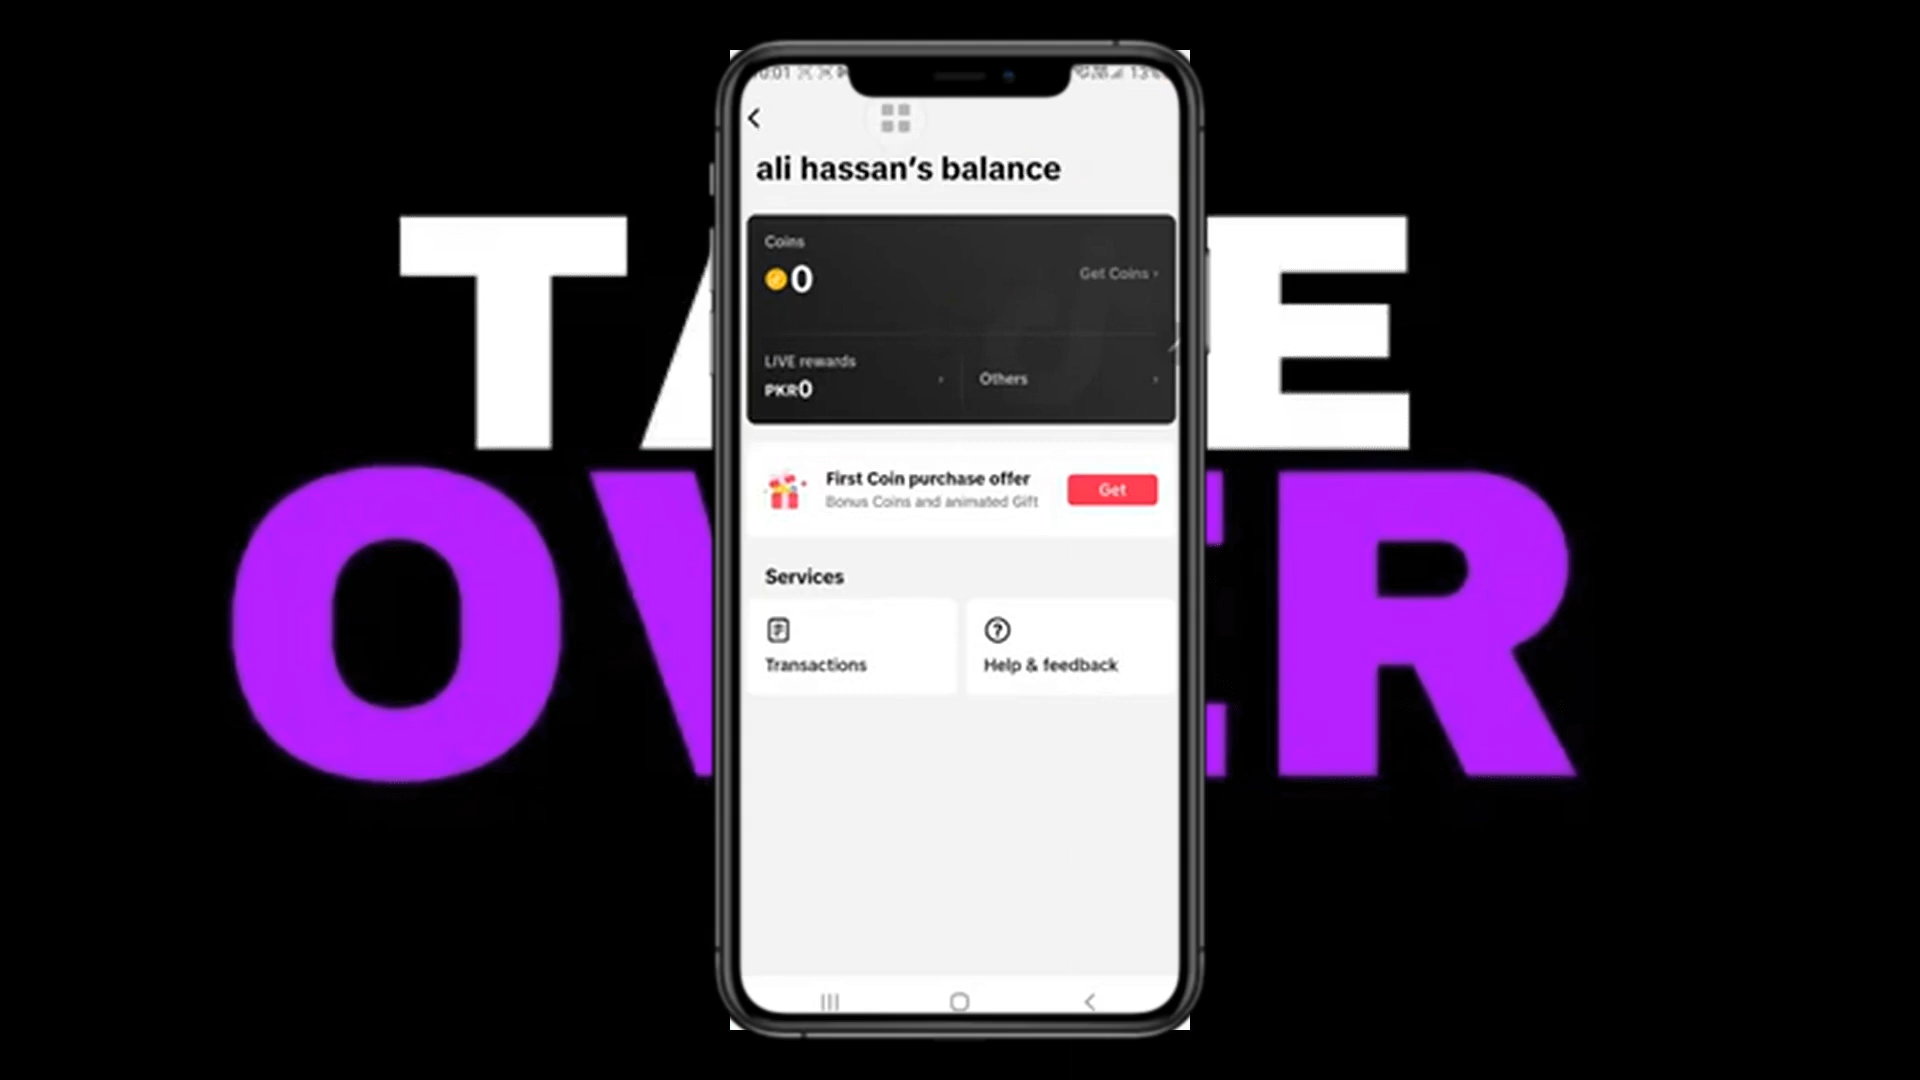 TAKE
OVER
ali hassan's balance
Coins
0
Get Coins ›
LIVE rewards
PKR0
Others
First Coin purchase offer
Bonus Coins and animated Gift
Get
Services
Transactions
Help & feedback